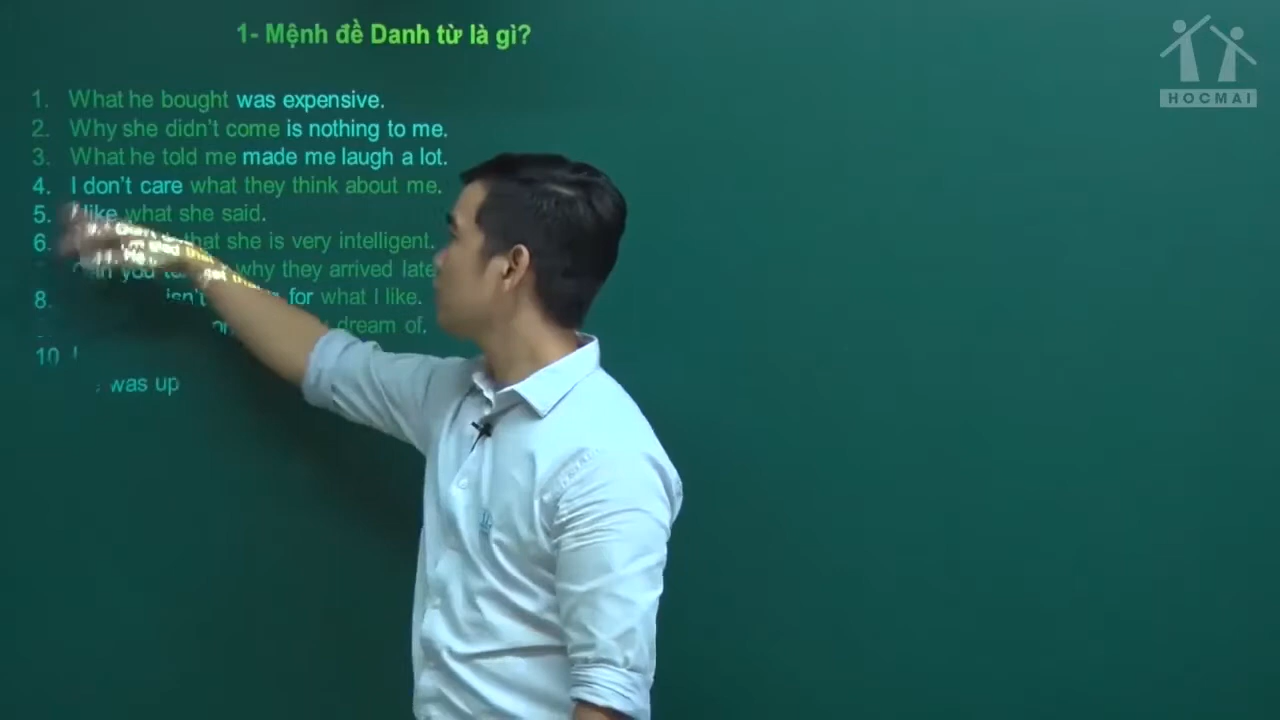 1- Mệnh đề Danh từ là gì?
HOCMAI
1. What he bought was expensive.
2. Why she didn't come is nothing to me.
3. What he told me made me laugh a lot.
4. I don't care what they think about me.
5. I like what she said.
6. that she is very intelligent.
you why they arrived late
8. isn't for what I like.
dream of.
10 I
was up